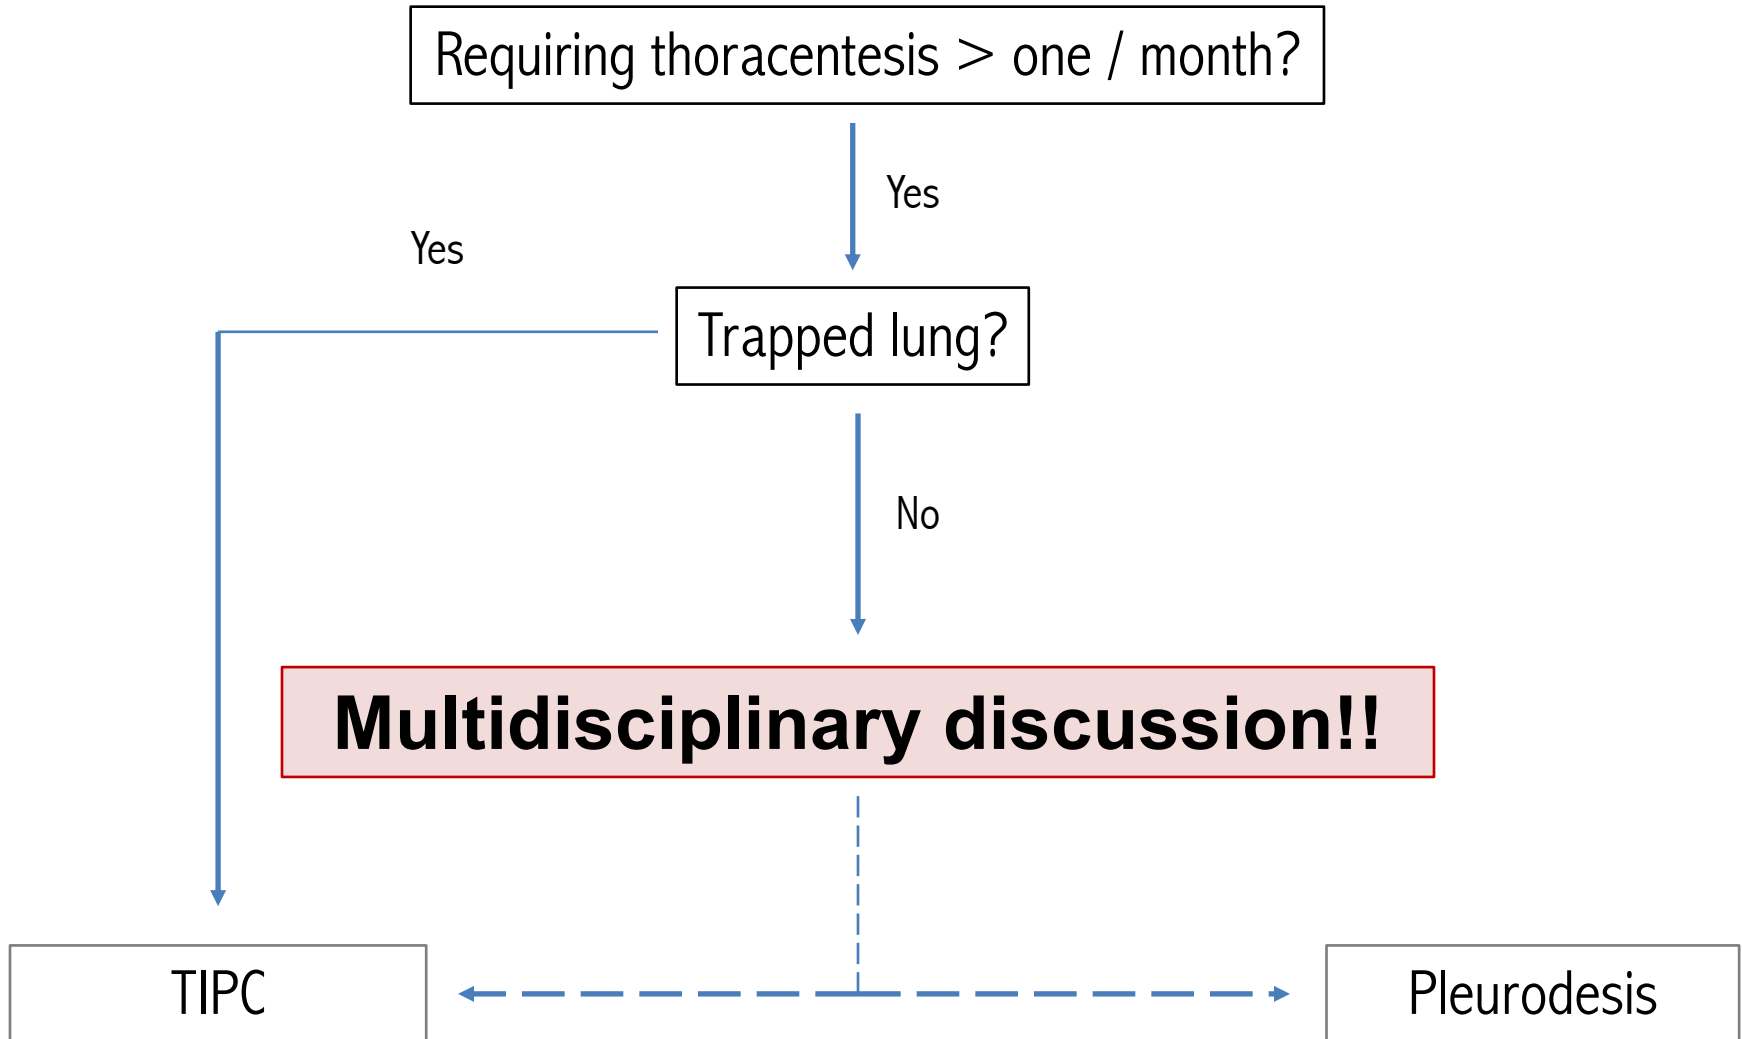 Requiring thoracentesis > one / month?
Yes
Yes
Trapped lung?
No
Multidisciplinary discussion!!
TIPC
Pleurodesis